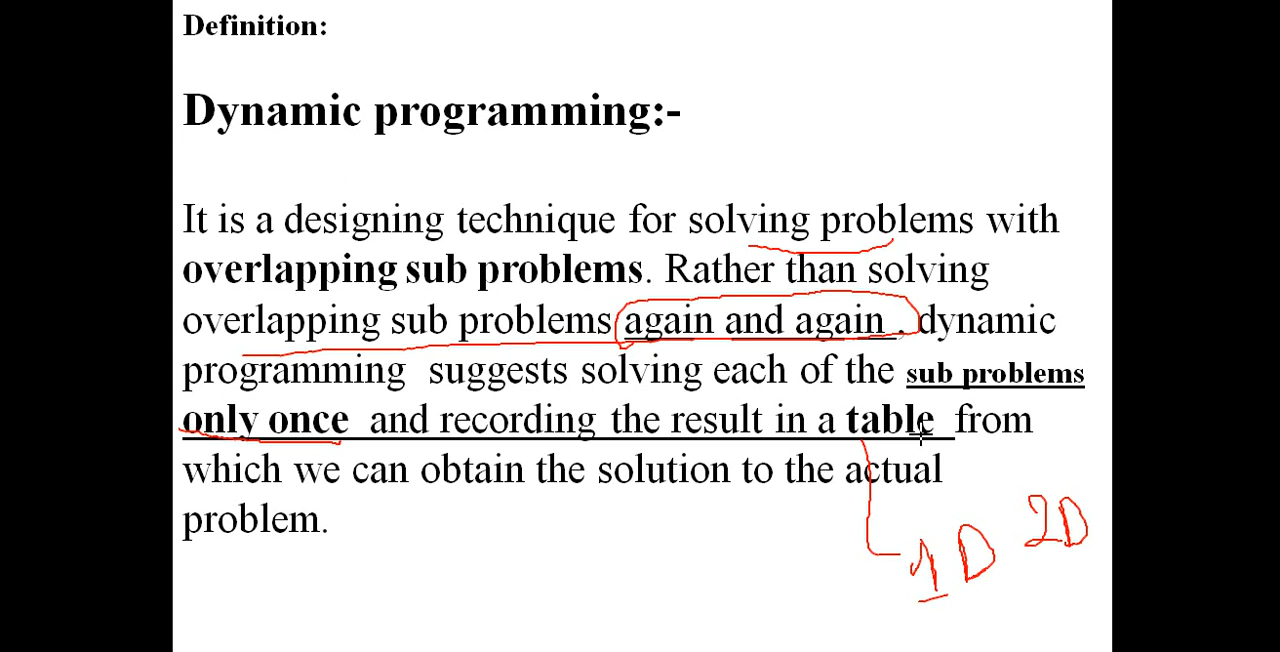 Definition:
Dynamic programming:-
It is a designing technique for solving problems with
overlapping sub problems. Rather than solving
overlapping sub problems again and again , dynamic
programming suggests solving each of the sub problems
only once and recording the result in a table from
which we can obtain the solution to the actual
problem.
1D 2D